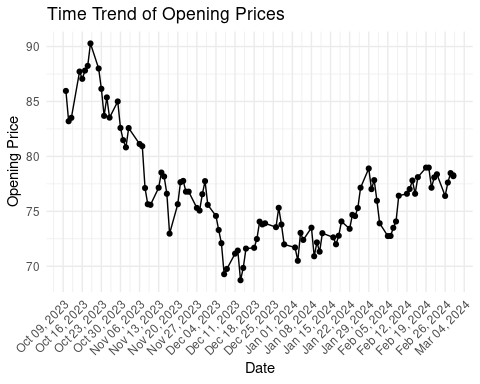 Time Trend of Opening Prices
90
85
80
75
70
Opening Price
Oct 09, 2023
Oct 16, 2023
Oct 23, 2023
Oct 30, 2023
Nov 06, 2023
Nov 13, 2023
Nov 20, 2023
Nov 27, 2023
Dec 04, 2023
Dec 11, 2023
Dec 18, 2023
Dec 25, 2023
Jan 01, 2024
Jan 08, 2024
Jan 15, 2024
Jan 22, 2024
Jan 29, 2024
Feb 05, 2024
Feb 12, 2024
Feb 19, 2024
Feb 26, 2024
Mar 04, 2024
Date